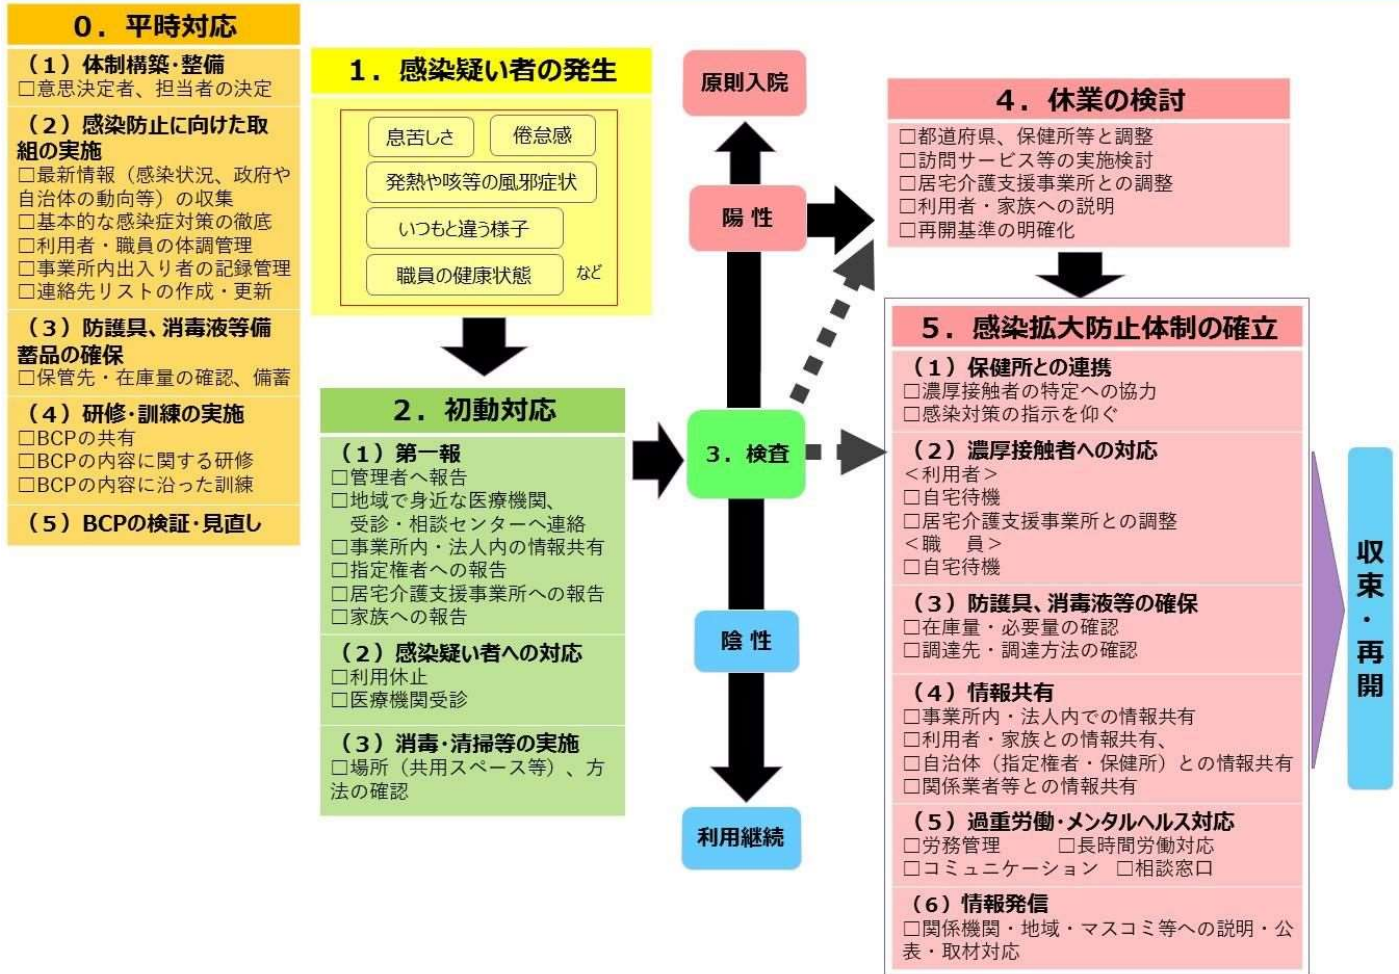 ０．平時対応
（１）体制構築・整備
□意思決定者、担当者の決定
（２）感染防止に向けた取
組の実施
□最新情報（感染状況、政府や
自治体の動向等）の収集
□基本的な感染症対策の徹底
□利用者・職員の体調管理
□事業所内出入り者の記録管理
□連絡先リストの作成・更新
（３）防護具、消毒液等備
蓄品の確保
□保管先・在庫量の確認、備蓄
（４）研修・訓練の実施
□BCPの共有
□BCPの内容に関する研修
□BCPの内容に沿った訓練
（５）BCPの検証・見直し
１．感染疑い者の発生
息苦しさ
倦怠感
発熱や咳等の風邪症状
いつもと違う様子
職員の健康状態
など
２．初動対応
（１）第一報
□管理者へ報告
□地域で身近な医療機関、
受診・相談センターへ連絡
□事業所内・法人内の情報共有
□指定権者への報告
□居宅介護支援事業所への報告
□家族への報告
（２）感染疑い者への対応
□利用休止
□医療機関受診
（３）消毒・清掃等の実施
□場所（共用スペース等）、方
法の確認
原則入院
陽 性
３．検査
陰 性
利用継続
４．休業の検討
□都道府県、保健所等と調整
□訪問サービス等の実施検討
□居宅介護支援事業所との調整
□利用者・家族への説明
□再開基準の明確化
５．感染拡大防止体制の確立
（１）保健所との連携
□濃厚接触者の特定への協力
□感染対策の指示を仰ぐ
（２）濃厚接触者への対応
＜利用者＞
□自宅待機
□居宅介護支援事業所との調整
＜職　員＞
□自宅待機
（３）防護具、消毒液等の確保
□在庫量・必要量の確認
□調達先・調達方法の確認
（４）情報共有
□事業所内・法人内での情報共有
□利用者・家族との情報共有、
□自治体（指定権者・保健所）との情報共有
□関係業者等との情報共有
（５）過重労働・メンタルヘルス対応
□労務管理　　　□長時間労働対応
□コミュニケーション　□相談窓口
（６）情報発信
□関係機関・地域・マスコミ等への説明・公
表・取材対応
収束・再開